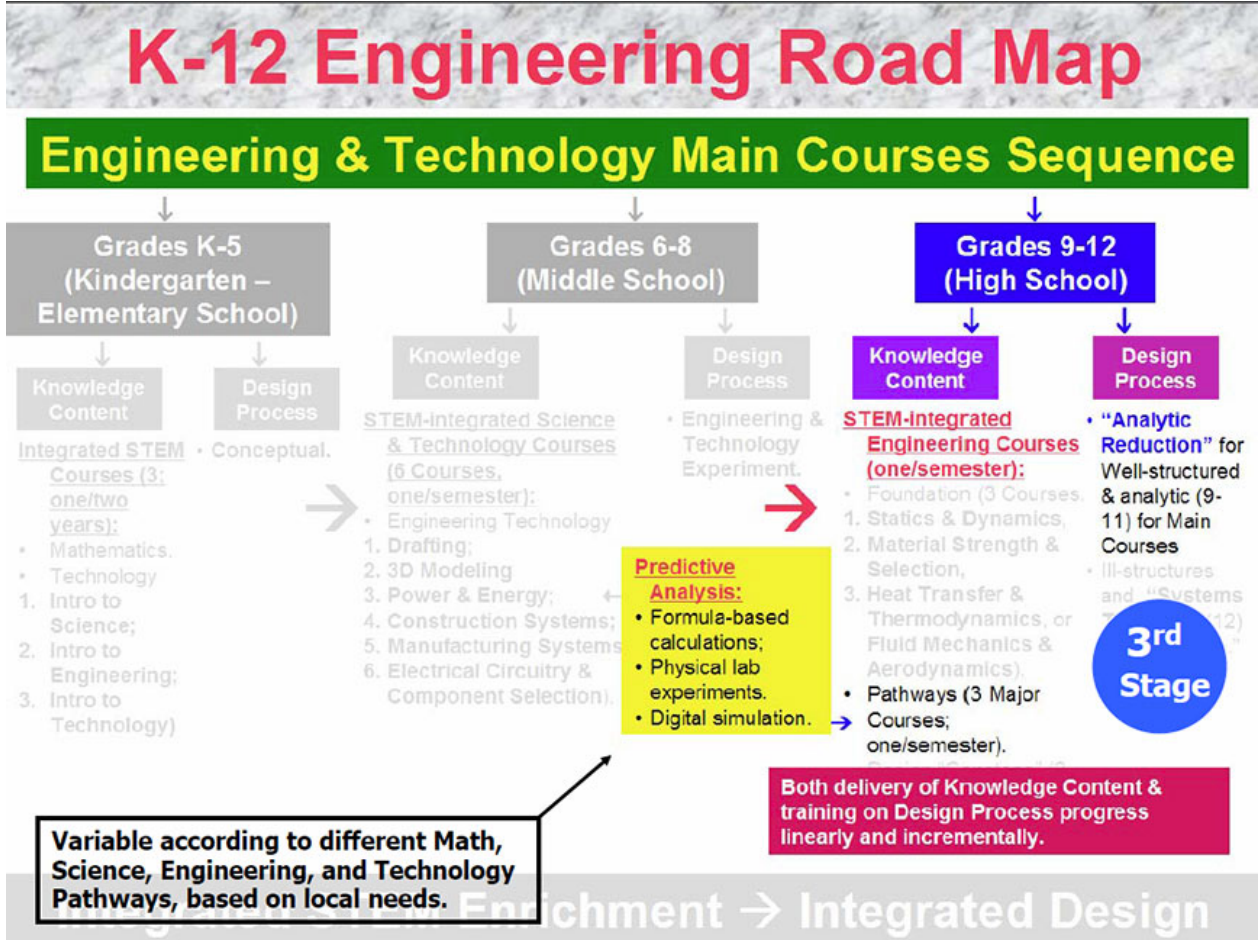 K-12 Engineering Road Map
Engineering & Technology Main Courses Sequence
Grades K-5
(Kindergarten –
Elementary School)
Knowledge
Content
Design
Process
Integrated STEM
Courses (3;
one/two
years):
• Mathematics.
• Technology
1. Intro to
Science;
2. Intro to
Engineering;
3. Intro to
Technology)
• Conceptual.
Grades 6-8
(Middle School)
Knowledge
Content
Design
Process
STEM-integrated Science
& Technology Courses
(6 Courses,
one/semester):
• Engineering Technology
1. Drafting;
2. 3D Modeling
3. Power & Energy;
4. Construction Systems;
5. Manufacturing Systems
6. Electrical Circuitry &
Component Selection).
• Engineering &
Technology
Experiment.
Predictive
Analysis:
• Formula-based
calculations;
• Physical lab
experiments.
• Digital simulation.
Grades 9-12
(High School)
Knowledge
Content
Design
Process
STEM-integrated
Engineering Courses
(one/semester):
• Foundation (3 Courses.
1. Statics & Dynamics,
2. Material Strength &
Selection,
3. Heat Transfer &
Thermodynamics, or
Fluid Mechanics &
Aerodynamics).
• Pathways (3 Major
Courses;
one/semester).
• "Analytic
Reduction" for
Well-structured
& analytic (9-
11) for Main
Courses
• Ill-structures
and "Systems
12)
3rd
Stage
Both delivery of Knowledge Content &
training on Design Process progress
linearly and incrementally.
Variable according to different Math,
Science, Engineering, and Technology
Pathways, based on local needs.
Integrated STEM Enrichment → Integrated Design